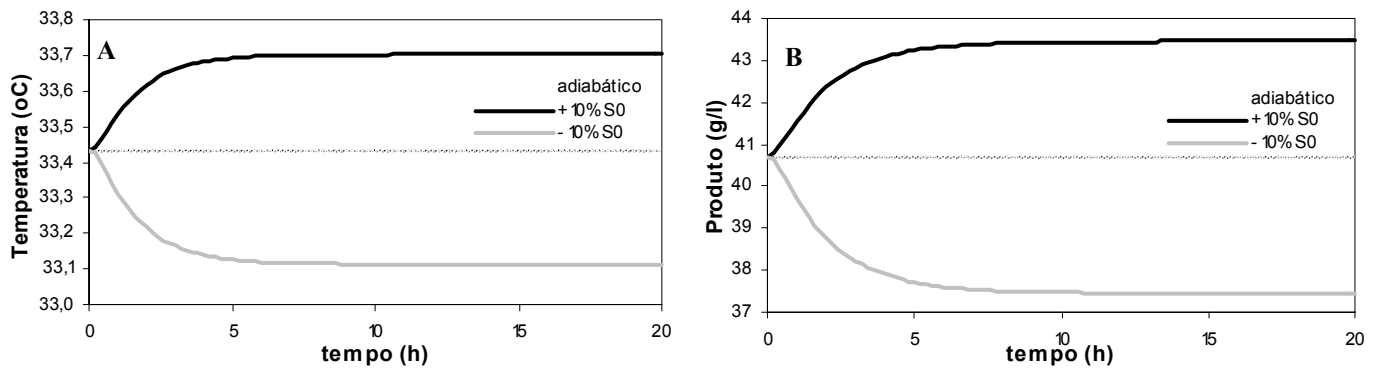 A
Temperatura (oC)
33,8
33,7
33,6
33,5
33,4
33,3
33,2
33,1
33,0
adiabático
+ 10% S0
- 10% S0
0
5
10
15
20
tempo (h)
B
Produto (g/l)
44
43
42
41
40
39
38
37
adiabático
+ 10% S0
- 10% S0
0
5
10
15
20
tempo (h)